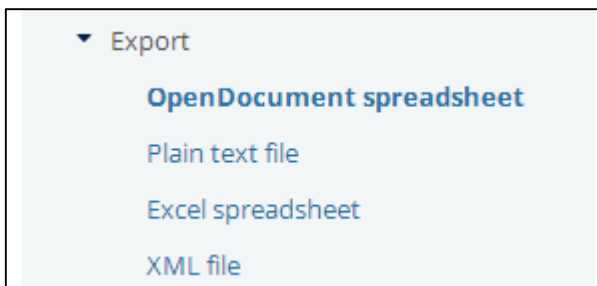 Export
OpenDocument spreadsheet
Plain text file
Excel spreadsheet
XML file